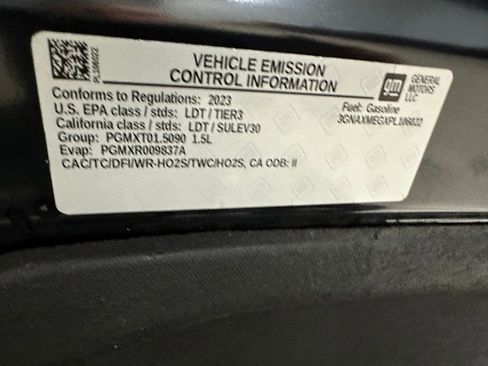 VEHICLE EMISSION
CONTROL INFORMATION
gm
GENERAL
MOTORS
LLC
Conforms to Regulations: 2023
U.S. EPA class / stds: LDT / TIER3
California class / stds: LDT / SULEV30
Group: PGMXT01.5090 1.5L
Evap: PGMXR009837A
CAC/TC/DFI/WR-HO2S/TWC/HO2S, CA ODB: II
Fuel: Gasoline